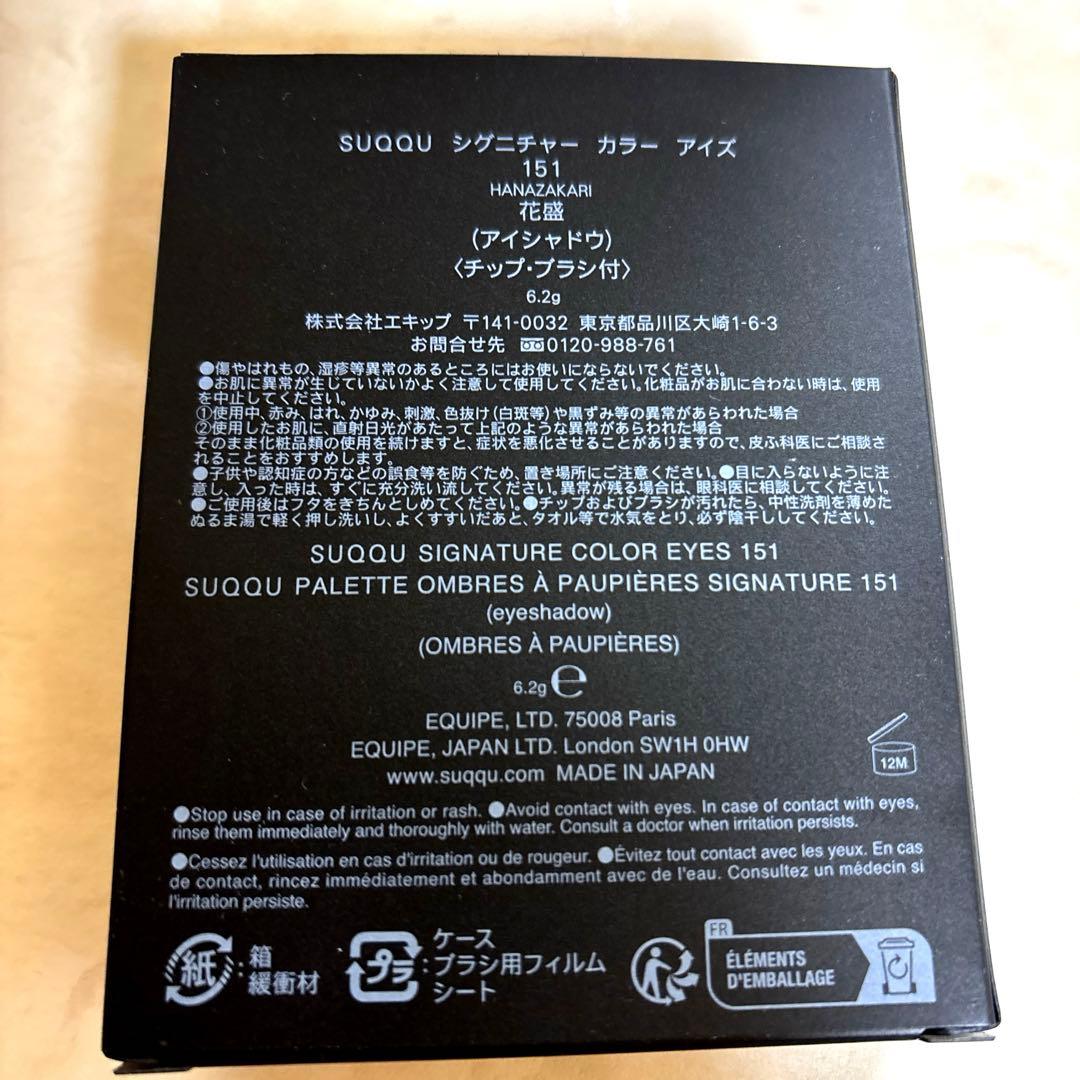 SUQQU シグニチャー カラー アイズ
151
HANAZAKARI
花盛
(アイシャドウ)
〈チップ・ブラシ付〉
6.2g
株式会社エキップ 〒141-0032 東京都品川区大崎1-6-3
お問合せ先 0120-988-761
●傷やはれもの、湿疹等異常のあるところにはお使いにならないでください。
●お肌に異常が生じていないかよく注意して使用してください。化粧品がお肌に合わない時は、使用
を中止してください。
①使用中、赤み、はれ、かゆみ、刺激、色抜け(白斑等)や黒ずみ等の異常があらわれた場合
②使用したお肌に、直射日光があたって上記のような異常があらわれた場合
そのまま化粧品類の使用を続けますと、症状を悪化させることがありますので、皮ふ科医にご相談さ
れることをおすすめします。
●子供や認知症の方などの誤食等を防ぐため、置き場所にご注意ください。●目に入らないように注
意し、入った時は、すぐに充分洗い流してください。異常が残る場合は、眼科医に相談してください。
●ご使用後はフタをきちんとしめてください。●チップおよびブラシが汚れたら、中性洗剤を薄めた
ぬるま湯で軽く押し洗いし、よくすすいだあと、タオル等で水気をとり、必ず陰干ししてください。
SUQQU SIGNATURE COLOR EYES 151
SUQQU PALETTE OMBRES À PAUPIÈRES SIGNATURE 151
(eyeshadow)
(OMBRES À PAUPIÈRES)
6.2g ℮
EQUIPE, LTD. 75008 Paris
EQUIPE, JAPAN LTD. London SW1H 0HW
www.suqqu.com MADE IN JAPAN
12M
●Stop use in case of irritation or rash. ●Avoid contact with eyes. In case of contact with eyes,
rinse them immediately and thoroughly with water. Consult a doctor when irritation persists.
●Cessez l'utilisation en cas d'irritation ou de rougeur. ●Évitez tout contact avec les yeux. En cas
de contact, rincez immédiatement et abondamment avec de l'eau. Consultez un médecin si
l'irritation persiste.
紙:箱
緩衝材
プラ:ケース
ブラシ用フィルム
シート
FR
ÉLÉMENTS
D'EMBALLAGE